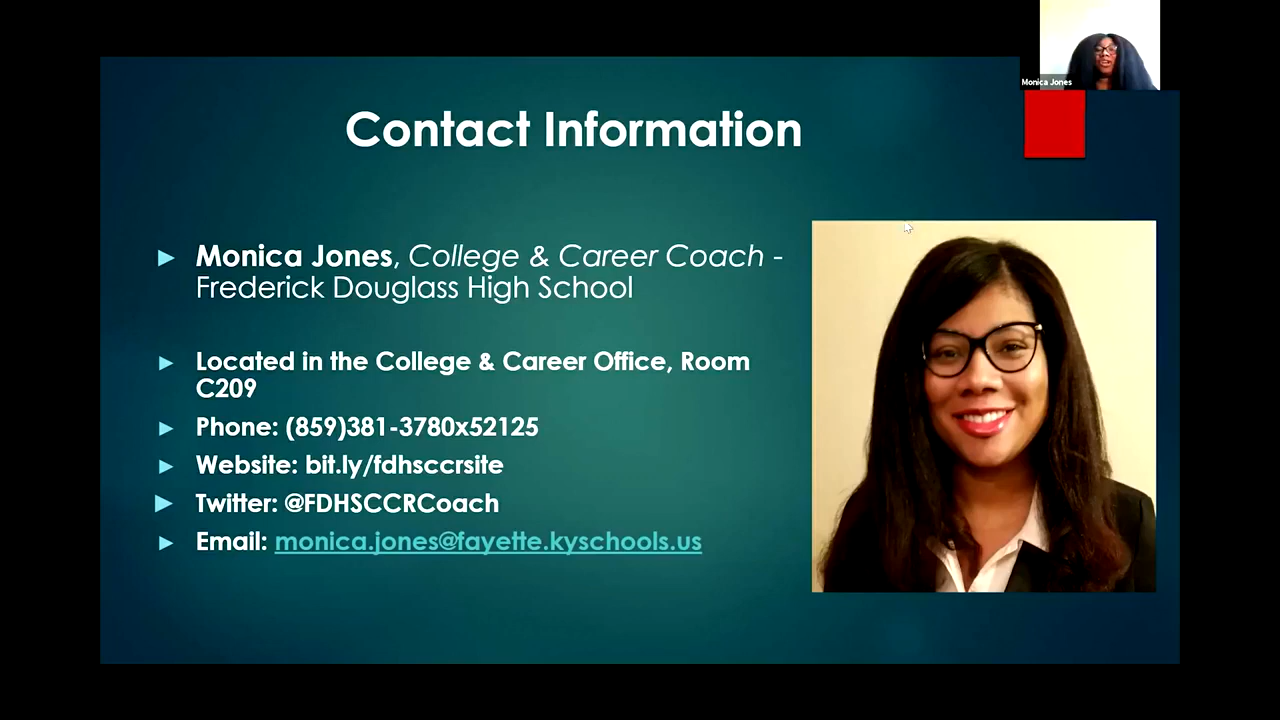 Monica Jones
Contact Information
Monica Jones, College & Career Coach -
Frederick Douglass High School
Located in the College & Career Office, Room
C209
Phone: (859)381-3780x52125
Website: bit.ly/fdhsccrsite
Twitter: @FDHSCCRCoach
Email: monica.jones@fayette.kyschools.us